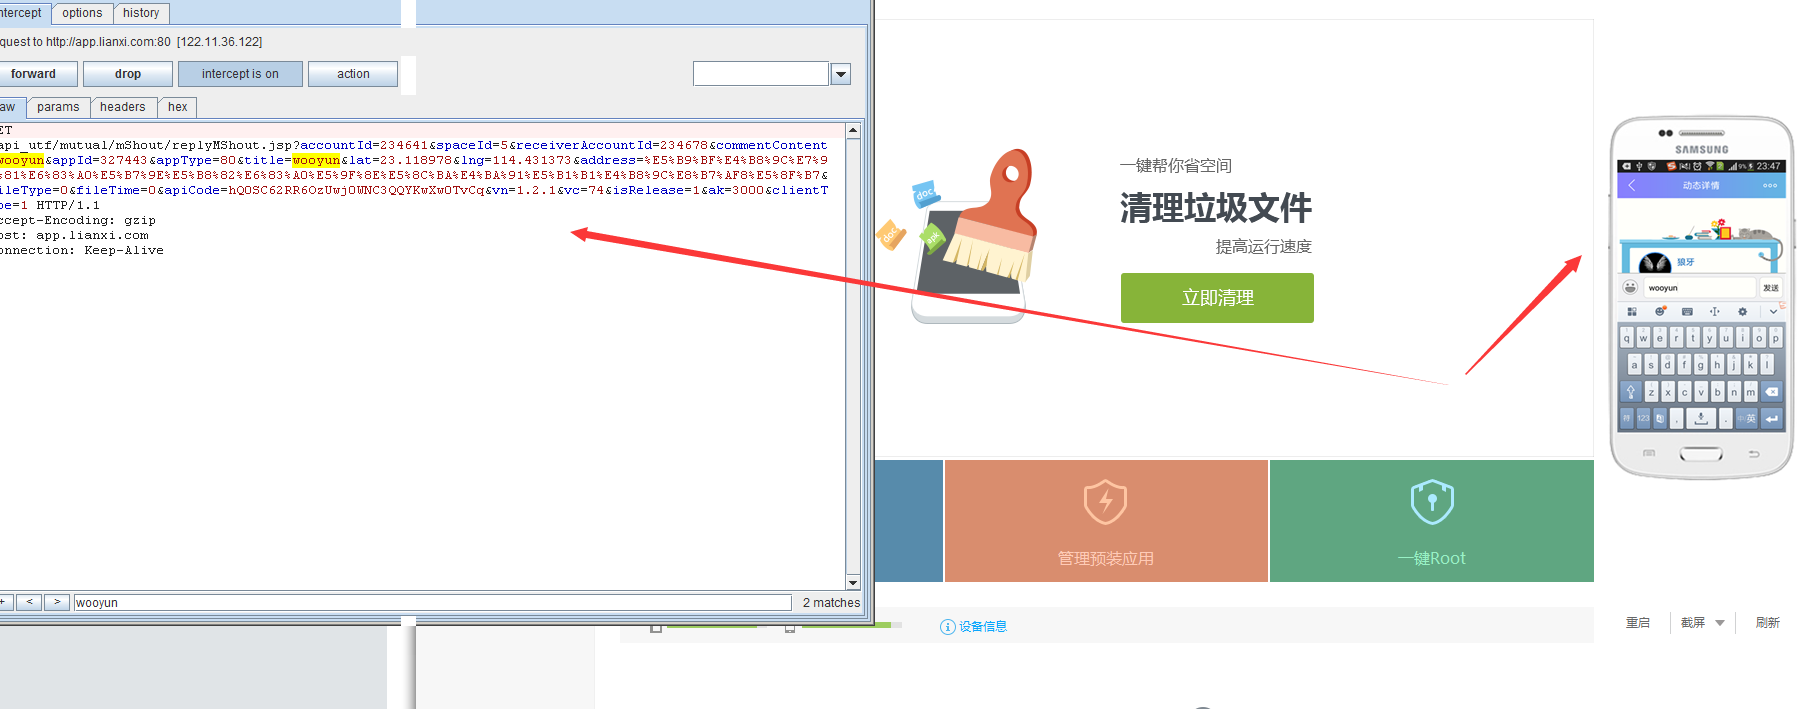 ntercept options history
quest to http://app.lianxi.com:80 [122.11.36.122]
forward drop intercept is on action
aw params headers hex
ET
api_utf/mutual/mShout/replyMShout.jsp?accountId=234641&spaceId=5&receiverAccountId=234678&commentContent
wooyun&appId=327443&appType=80&title=wooyun&lat=23.118978&lng=114.431373&address=%E5%B9%BF%E4%B8%9C%E7%9
%81%E6%83%A0%E5%B7%9E%E5%B8%82%E6%83%A0%E5%9F%8E%E5%8C%BA%E4%BA%91%E5%B1%B1%E4%B8%9C%E8%B7%AF%E5%8F%B7&
ileType=0&fileTime=0&apiCode=hQOSC62RR6OzUwjOWNC3QQYKwXwOTvCq&vn=1.2.1&vc=74&isRelease=1&ak=3000&clientT
pe=1 HTTP/1.1
ccept-Encoding: gzip
ost: app.lianxi.com
onnection: Keep-Alive
+ < > wooyun 2 matches
doc
doc
apk
一键帮你省空间
清理垃圾文件
提高运行速度
立即清理
管理预装应用
一键Root
设备信息
重启 截屏 刷新
SAMSUNG
9% 23:47
动态详情
狼牙
wooyun 发送
q w e r t y u i o p
a s d f g h j k l
z x c v b n m
符 123 , . 中/英